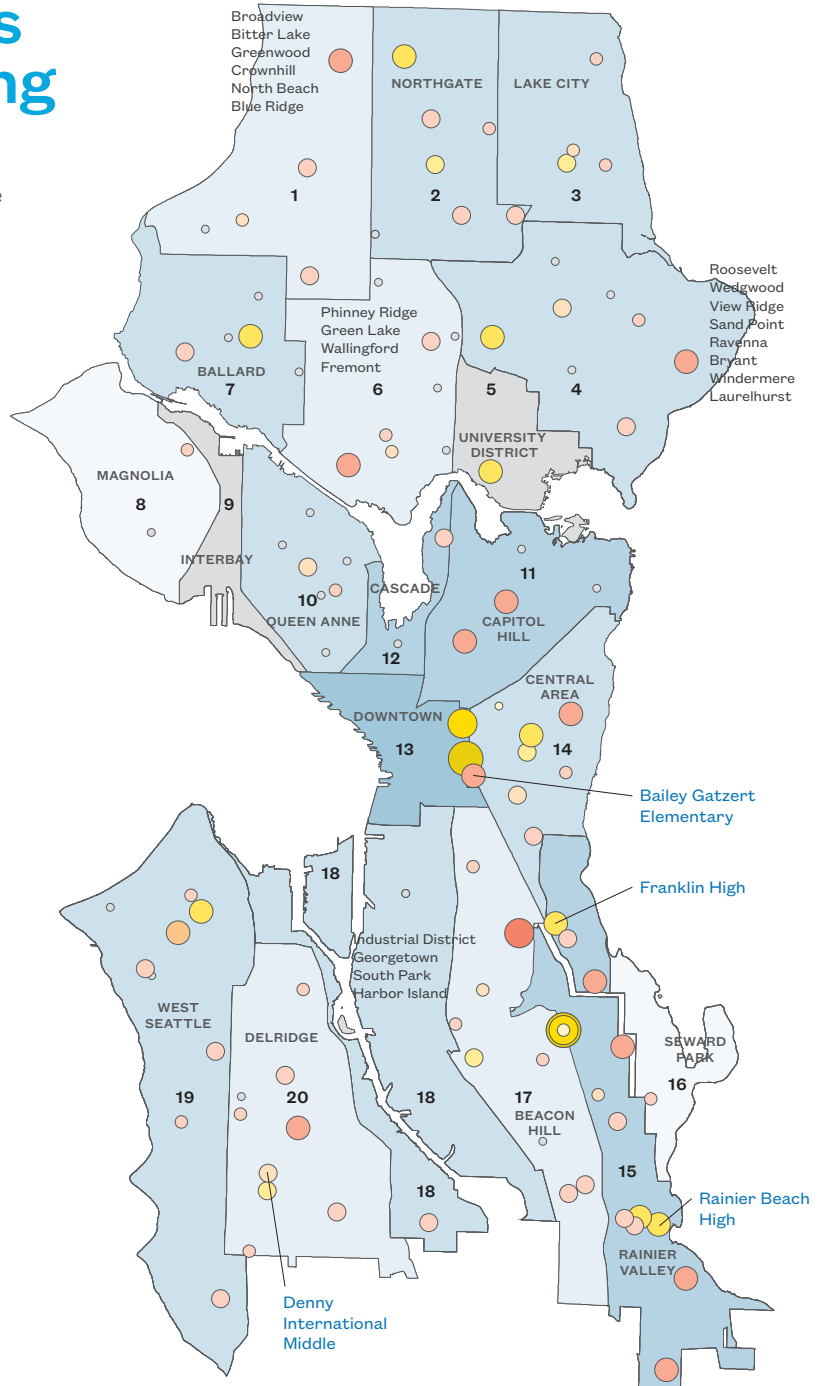 s
ng
e
Broadview
Bitter Lake
Greenwood
Crownhill
North Beach
Blue Ridge
NORTHGATE
LAKE CITY
1
2
3
Roosevelt
Wedgwood
View Ridge
Sand Point
Ravenna
Bryant
Windermere
Laurelhurst
Phinney Ridge
Green Lake
Wallingford
Fremont
BALLARD
7
6
5
4
UNIVERSITY
DISTRICT
MAGNOLIA
8
9
INTERBAY
10
QUEEN ANNE
CASCADE
12
11
CAPITOL
HILL
CENTRAL
AREA
DOWNTOWN
13
14
Bailey Gatzert
Elementary
18
Franklin High
Industrial District
Georgetown
South Park
Harbor Island
WEST
SEATTLE
DELRIDGE
SEWARD
PARK
16
19
20
18
17
BEACON
HILL
15
18
Rainier Beach
High
RAINIER
VALLEY
Denny
International
Middle